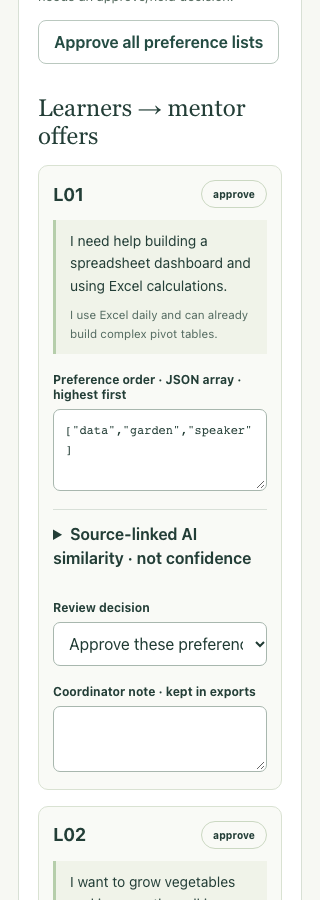 Approve all preference lists
Learners → mentor
offers
L01
approve
I need help building a
spreadsheet dashboard and
using Excel calculations.
I use Excel daily and can already
build complex pivot tables.
Preference order · JSON array ·
highest first
["data","garden","speaker"
]
▶ Source-linked AI
similarity · not confidence
Review decision
Approve these preferenc
Coordinator note · kept in exports
L02
approve
I want to grow vegetables